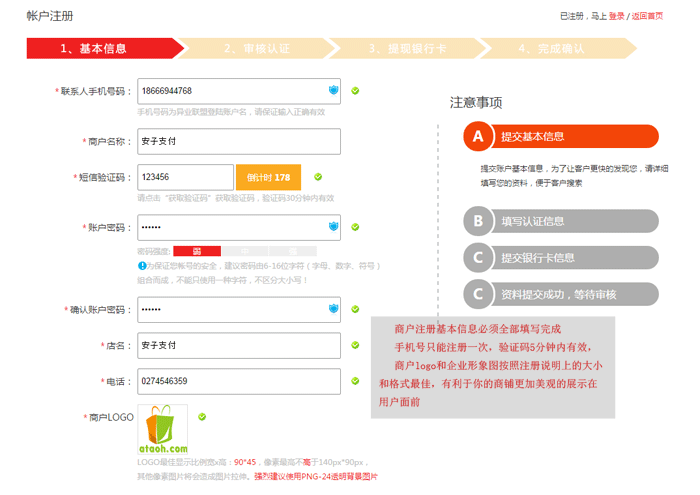 帐户注册
已注册，马上 登录 / 返回首页
1、基本信息
2、审核认证
3、提现银行卡
4、完成确认
*联系人手机号码： 18666944768
手机号码为异业联盟登陆账户名，请保证输入正确有效
*商户名称： 安子支付
*短信验证码： 123456 倒计时 178
请点击“获取验证码”获取验证码，验证码30分钟内有效
*账户密码： ••••••
密码强度: 弱 中 强
为保证您帐号的安全，建议密码由6-16位字符（字母、数字、符号）
组合而成，不能只使用一种字符，不区分大小写！
*确认账户密码： ••••••
*店名： 安子支付
*电话： 0274546359
*商户LOGO
ataoh.com
LOGO最佳显示比例宽x高：90*45，像素最高不高于140px*90px，
其他像素图片将会造成图片拉伸。强烈建议使用PNG-24透明背景图片
注意事项
A 提交基本信息
提交账户基本信息，为了让客户更快的发现您，请详细
填写您的资料，便于客户搜索
B 填写认证信息
C 提交银行卡信息
C 资料提交成功，等待审核
商户注册基本信息必须全部填写完成
手机号只能注册一次，验证码5分钟内有效，
商户logo和企业形象图按照注册说明上的大小
和格式最佳，有利于你的商铺更加美观的展示在
用户面前